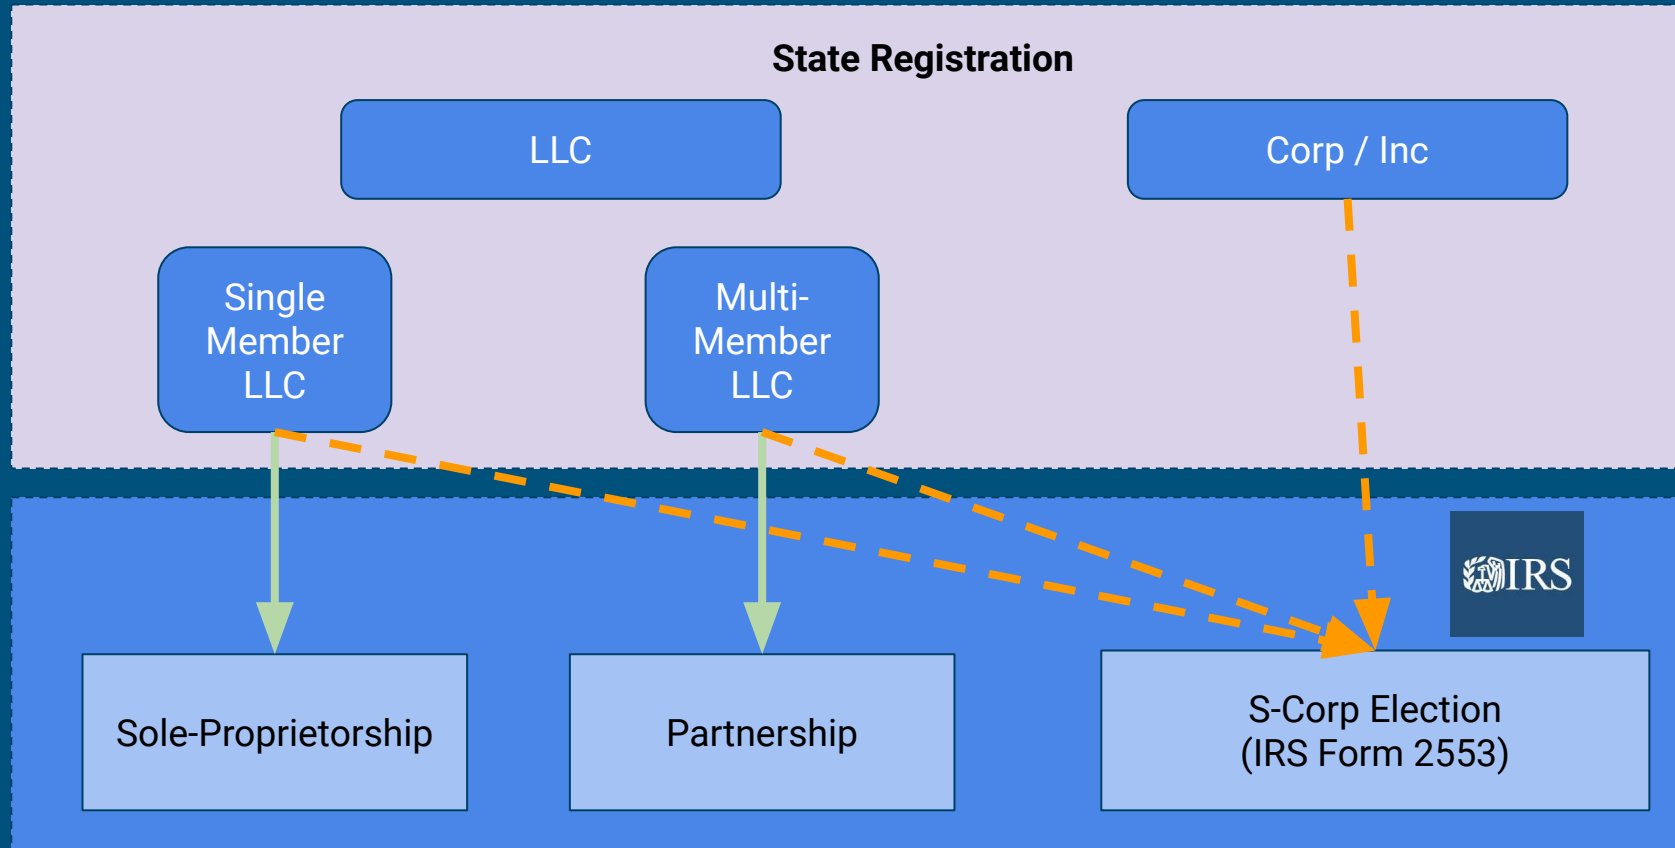 State Registration
LLC
Corp / Inc
Single
Member
LLC
Multi-
Member
LLC
IRS
Sole-Proprietorship
Partnership
S-Corp Election
(IRS Form 2553)